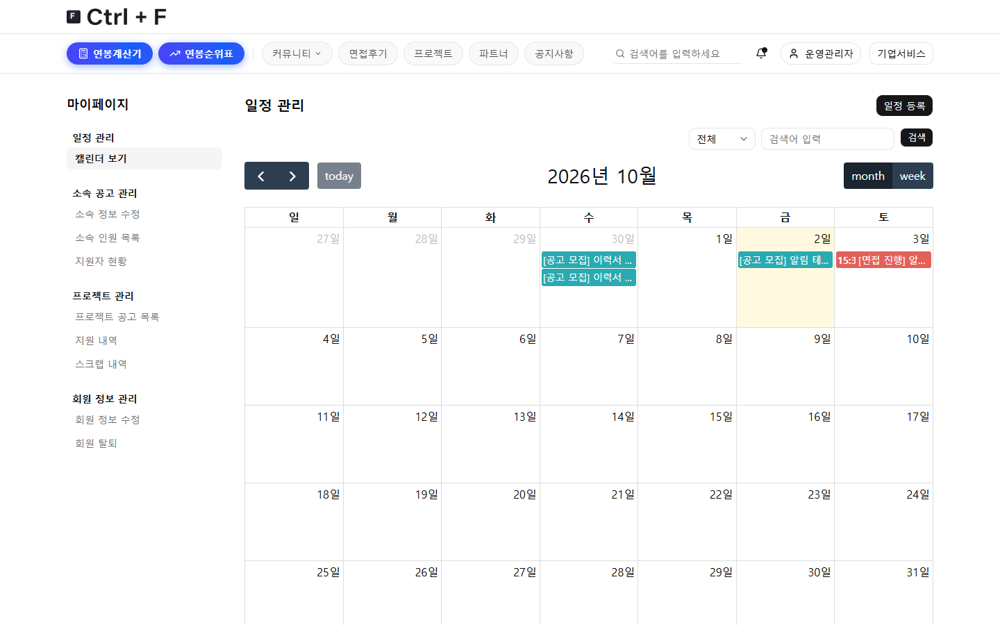 F Ctrl + F
연봉계산기 연봉순위표 커뮤니티 면접후기 프로젝트 파트너 공지사항 검색어를 입력하세요 운영관리자 기업서비스
마이페이지
일정 관리
캘린더 보기
소속 공고 관리
소속 정보 수정
소속 인원 목록
지원자 현황
프로젝트 관리
프로젝트 공고 목록
지원 내역
스크랩 내역
회원 정보 관리
회원 정보 수정
회원 탈퇴
일정 관리 일정 등록
전체 검색어 입력 검색
today 2026년 10월 month week
일 월 화 수 목 금 토
27일 28일 29일 30일 1일 2일 3일
[공고 모집] 이력서 ... [공고 모집] 알림 테... 15:3 [면접 진행] 알...
[공고 모집] 이력서 ...
4일 5일 6일 7일 8일 9일 10일
11일 12일 13일 14일 15일 16일 17일
18일 19일 20일 21일 22일 23일 24일
25일 26일 27일 28일 29일 30일 31일